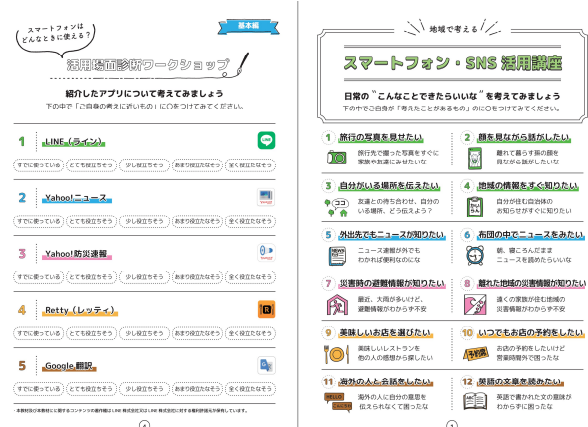 スマートフォンは
どんなときに使える？
基本編
活用場面診断ワークショップ
紹介したアプリについて考えてみましょう
下の中で「ご自身の考えに近いもの」に〇をつけてみてください。
1 LINE（ライン）
すでに使っている とても役立ちそう 少し役立ちそう あまり役立たなそう 全く役立たなそう
2 Yahoo!ニュース
すでに使っている とても役立ちそう 少し役立ちそう あまり役立たなそう 全く役立たなそう
3 Yahoo!防災速報
すでに使っている とても役立ちそう 少し役立ちそう あまり役立たなそう 全く役立たなそう
4 Retty（レッティ）
すでに使っている とても役立ちそう 少し役立ちそう あまり役立たなそう 全く役立たなそう
5 Google 翻訳
すでに使っている とても役立ちそう 少し役立ちそう あまり役立たなそう 全く役立たなそう
地域で考える
スマートフォン・SNS 活用講座
日常の“こんなことできたらいいな”を考えてみましょう
下の中でご自身が「考えたことがあるもの」に〇をつけてみてください。
1 旅行の写真を見せたい
旅行先で撮った写真をすぐに
家族や友達にみせたいな
2 顔を見ながら話がしたい
離れて暮らす孫の顔を
見ながら話がしたいな
3 自分がいる場所を伝えたい
ココ
友達との待ち合わせ、自分の
いる場所、どう伝えよう？
4 地域の情報をすぐ知りたい
自分が住む自治体の
お知らせがすぐに知りたい
5 外出先でもニュースが知りたい
NEWS
ニュース速報が外でも
わかれば便利なのにな
6 布団の中でニュースをみたい
朝、寝ころんだまま
ニュースを読めたらいいな
7 災害時の避難情報が知りたい
最近、大雨が多いけど、
避難情報がわからず不安
8 離れた地域の災害情報が知りたい
遠くの家族が住む地域の
災害情報がわからず不安
9 美味しいお店を選びたい
美味しいレストランを
他の人の感想から探したい
10 いつでもお店の予約をしたい
予約席
お店の予約をしたいけど
営業時間外で困ったな
11 海外の人と会話をしたい
HELLO
こんにちは
海外の人に自分の意思を
伝えられなくて困ったな
12 英語の文章を読みたい
ABC
英語で書かれた文の意味が
わからずに困ったな